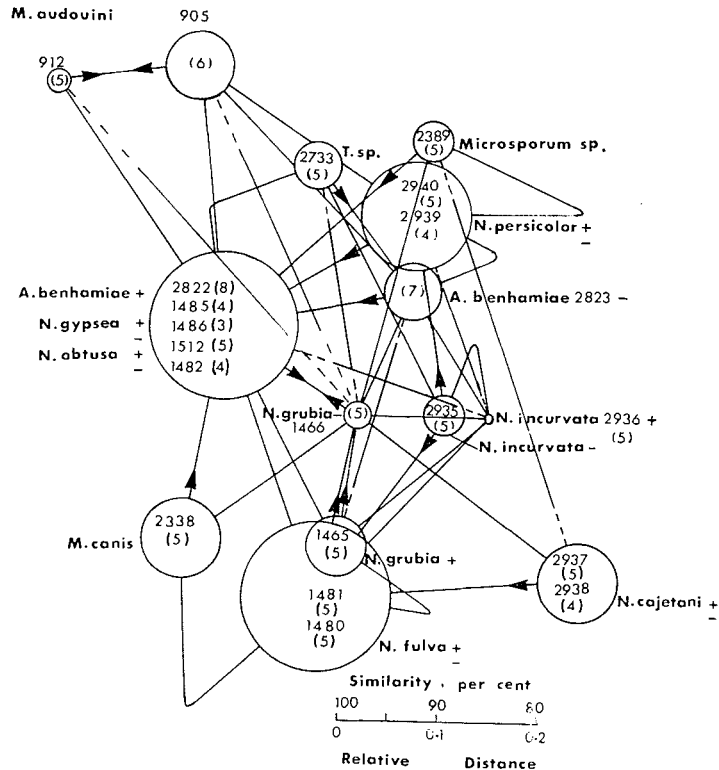 M. audouini
905
912
(5)
(6)
2733
(5)
T. sp.
2389
(5)
Microsporum sp.
2940
(5)
2939
(4)
N. persicolor +
−
A. benhamiae +
N. gypsea +
−
N. obtusa +
−
2822 (8)
1485 (4)
1486 (3)
1512 (5)
1482 (4)
(7)
A. benhamiae 2823 −
N. grubia −
1466
(5)
2935
(5)
N. incurvata 2936 +
(5)
N. incurvata −
M. canis
2338
(5)
1465
(5)
N. grubia +
1481
(5)
1480
(5)
N. fulva +
−
2937
(5)
2938
(4)
N. cajetani +
−
Similarity, per cent
100 90 80
0 0·1 0·2
Relative Distance